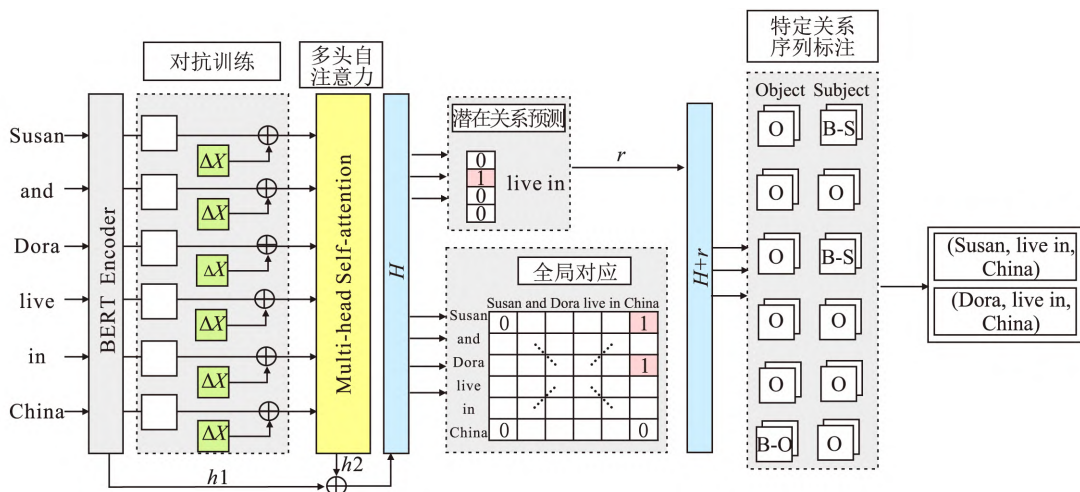 对抗训练
多头自
注意力
特定关系
序列标注
Susan
and
Dora
live
in
China
BERT Encoder
ΔX
ΔX
ΔX
ΔX
ΔX
ΔX
Multi-head Self-attention
H
h1
h2
潜在关系预测
0
1
0
0
live in
r
全局对应
Susan and Dora live in China
Susan
and
Dora
live
in
China
0 1
1
0 0
H+r
Object Subject
O B-S
O O
O B-S
O O
O O
B-O O
(Susan, live in,
China)
(Dora, live in,
China)